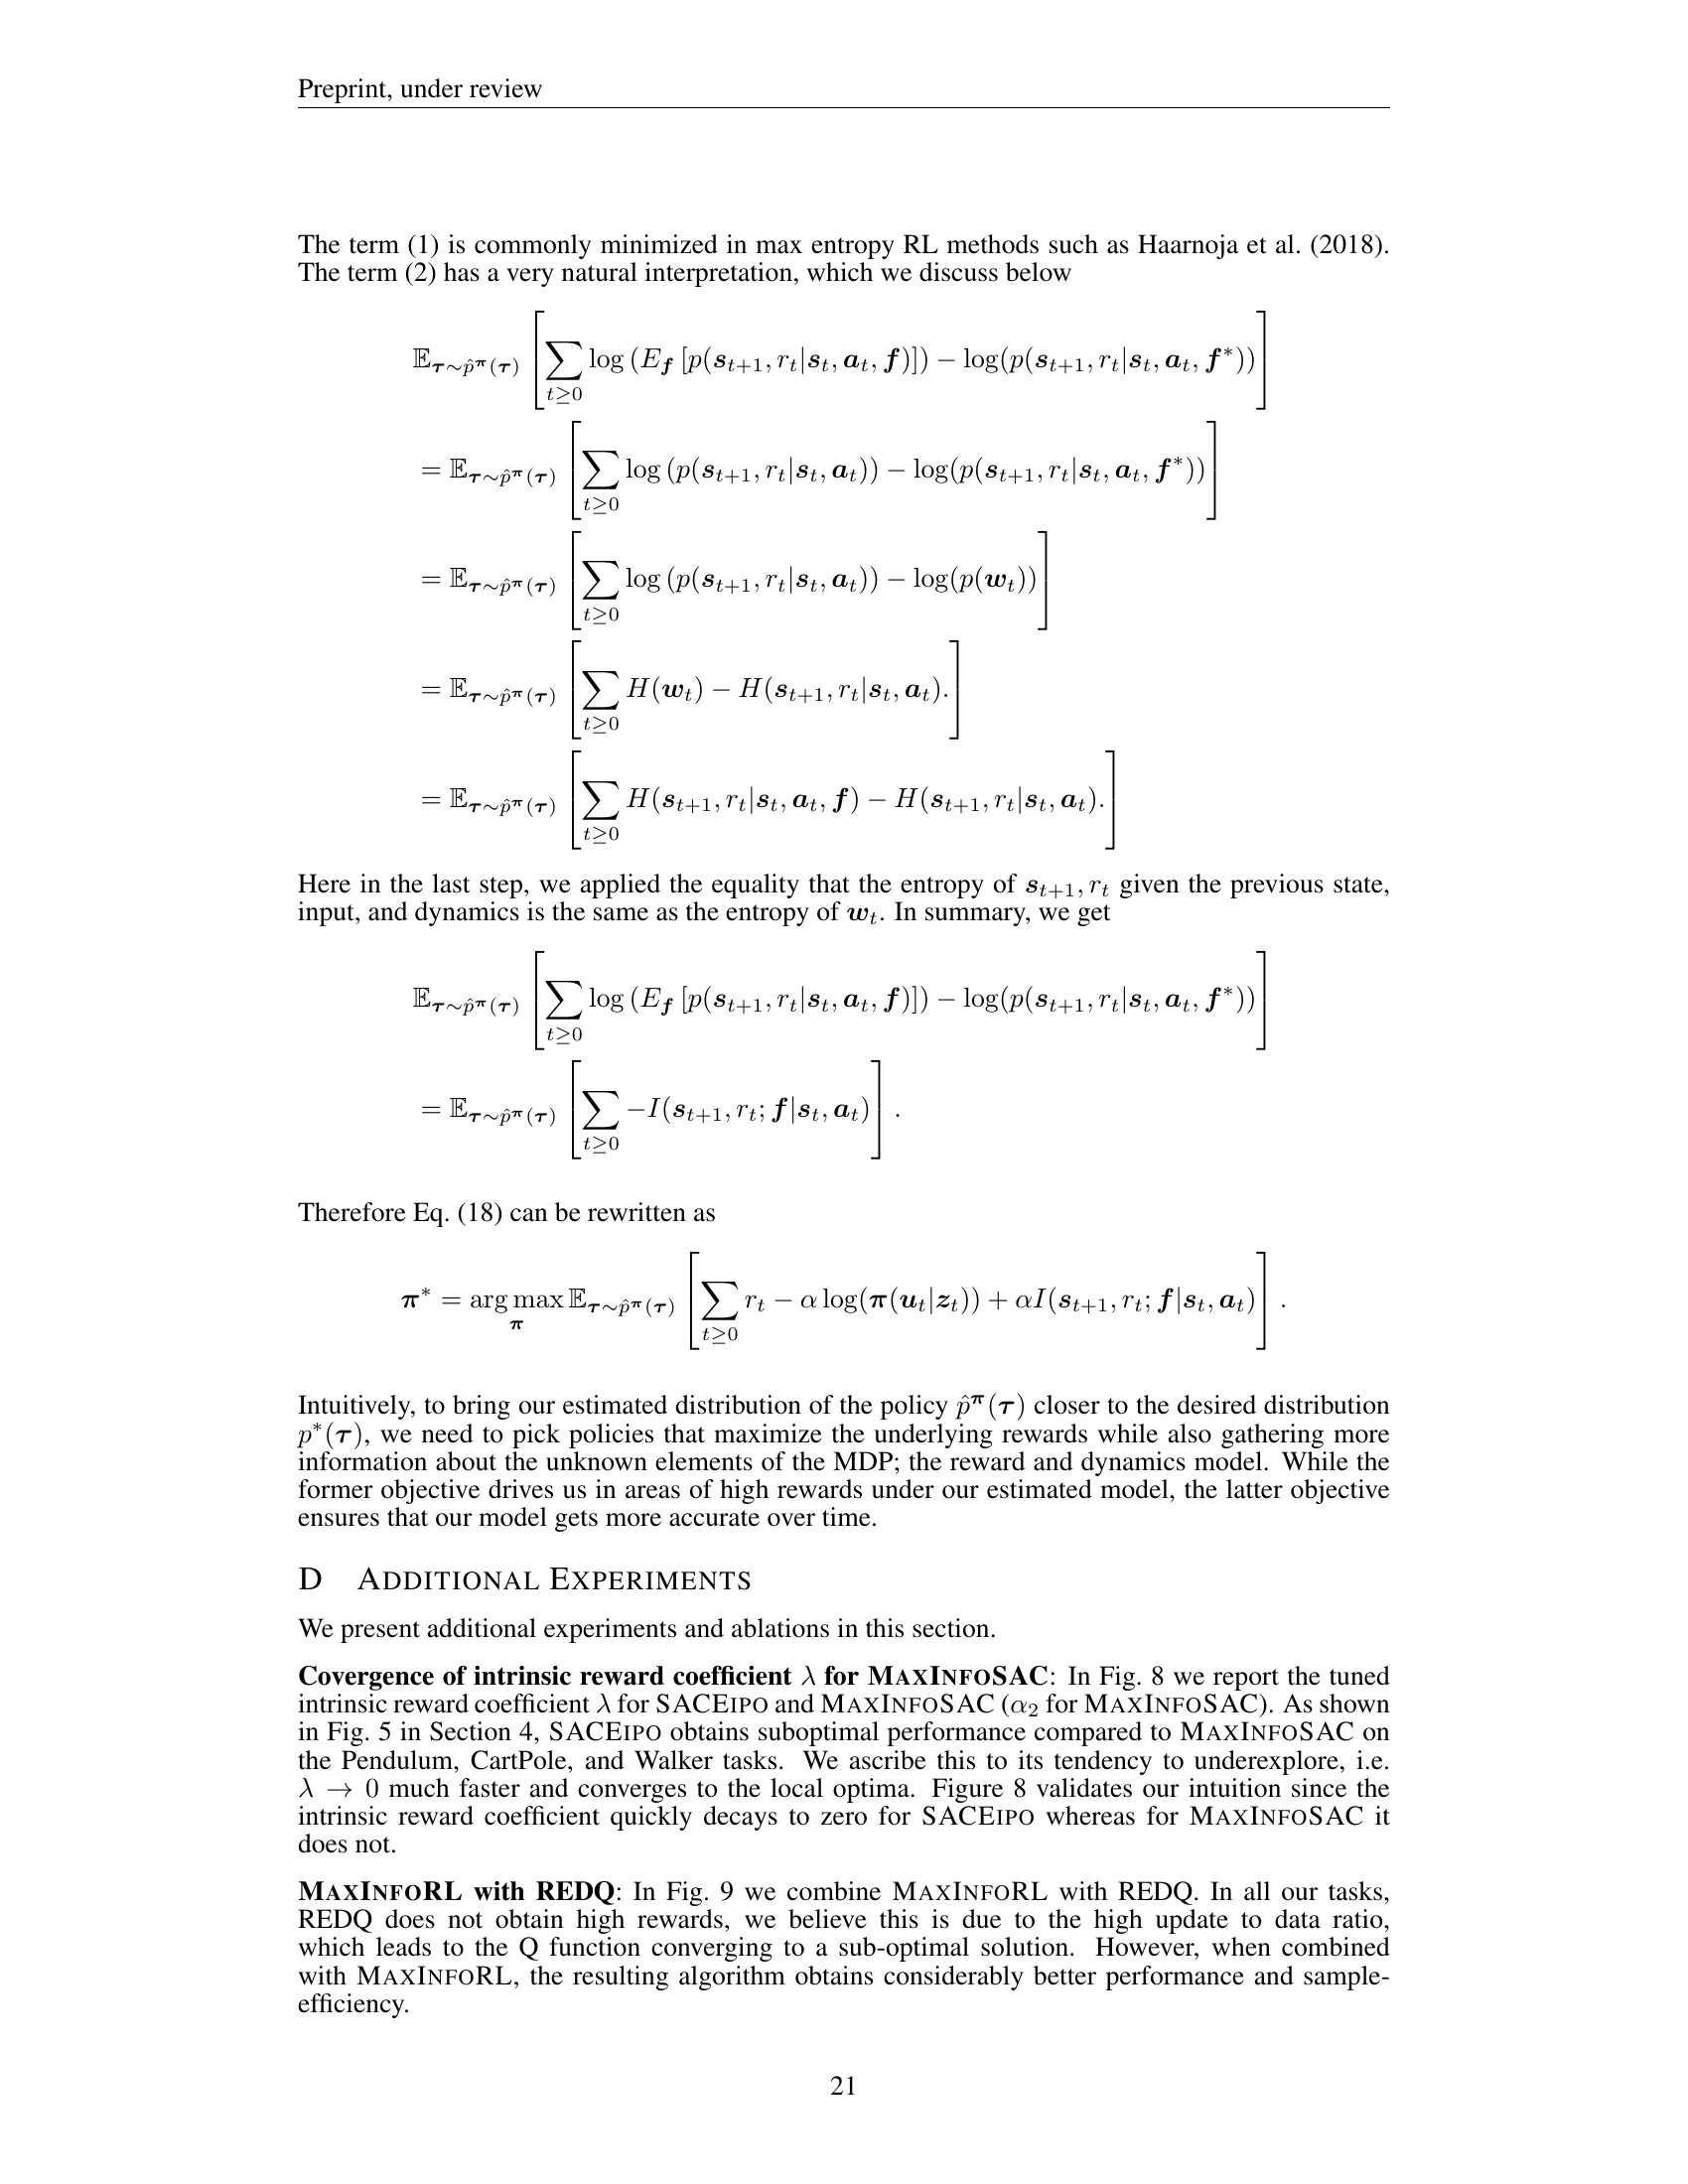 Preprint, under review
The term (1) is commonly minimized in max entropy RL methods such as Haarnoja et al. (2018).
The term (2) has a very natural interpretation, which we discuss below
$\mathbb{E}_{\boldsymbol{\tau}\sim\hat{p}^{\boldsymbol{\pi}}(\boldsymbol{\tau})}\left[\sum_{t\geq 0}\log\left(E_{\boldsymbol{f}}\left[p(\boldsymbol{s}_{t+1}, r_t|\boldsymbol{s}_t, \boldsymbol{a}_t, \boldsymbol{f})\right]\right) - \log(p(\boldsymbol{s}_{t+1}, r_t|\boldsymbol{s}_t, \boldsymbol{a}_t, \boldsymbol{f}^*))\right]$
$= \mathbb{E}_{\boldsymbol{\tau}\sim\hat{p}^{\boldsymbol{\pi}}(\boldsymbol{\tau})}\left[\sum_{t\geq 0}\log\left(p(\boldsymbol{s}_{t+1}, r_t|\boldsymbol{s}_t, \boldsymbol{a}_t)\right) - \log(p(\boldsymbol{s}_{t+1}, r_t|\boldsymbol{s}_t, \boldsymbol{a}_t, \boldsymbol{f}^*))\right]$
$= \mathbb{E}_{\boldsymbol{\tau}\sim\hat{p}^{\boldsymbol{\pi}}(\boldsymbol{\tau})}\left[\sum_{t\geq 0}\log\left(p(\boldsymbol{s}_{t+1}, r_t|\boldsymbol{s}_t, \boldsymbol{a}_t)\right) - \log(p(\boldsymbol{w}_t))\right]$
$= \mathbb{E}_{\boldsymbol{\tau}\sim\hat{p}^{\boldsymbol{\pi}}(\boldsymbol{\tau})}\left[\sum_{t\geq 0}H(\boldsymbol{w}_t) - H(\boldsymbol{s}_{t+1}, r_t|\boldsymbol{s}_t, \boldsymbol{a}_t).\right]$
$= \mathbb{E}_{\boldsymbol{\tau}\sim\hat{p}^{\boldsymbol{\pi}}(\boldsymbol{\tau})}\left[\sum_{t\geq 0}H(\boldsymbol{s}_{t+1}, r_t|\boldsymbol{s}_t, \boldsymbol{a}_t, \boldsymbol{f}) - H(\boldsymbol{s}_{t+1}, r_t|\boldsymbol{s}_t, \boldsymbol{a}_t).\right]$
Here in the last step, we applied the equality that the entropy of $\boldsymbol{s}_{t+1}, r_t$ given the previous state,
input, and dynamics is the same as the entropy of $\boldsymbol{w}_t$. In summary, we get
$\mathbb{E}_{\boldsymbol{\tau}\sim\hat{p}^{\boldsymbol{\pi}}(\boldsymbol{\tau})}\left[\sum_{t\geq 0}\log\left(E_{\boldsymbol{f}}\left[p(\boldsymbol{s}_{t+1}, r_t|\boldsymbol{s}_t, \boldsymbol{a}_t, \boldsymbol{f})\right]\right) - \log(p(\boldsymbol{s}_{t+1}, r_t|\boldsymbol{s}_t, \boldsymbol{a}_t, \boldsymbol{f}^*))\right]$
$= \mathbb{E}_{\boldsymbol{\tau}\sim\hat{p}^{\boldsymbol{\pi}}(\boldsymbol{\tau})}\left[\sum_{t\geq 0}-I(\boldsymbol{s}_{t+1}, r_t; \boldsymbol{f}|\boldsymbol{s}_t, \boldsymbol{a}_t)\right].$
Therefore Eq. (18) can be rewritten as
$\boldsymbol{\pi}^* = \arg\max_{\boldsymbol{\pi}}\mathbb{E}_{\boldsymbol{\tau}\sim\hat{p}^{\boldsymbol{\pi}}(\boldsymbol{\tau})}\left[\sum_{t\geq 0}r_t - \alpha\log(\boldsymbol{\pi}(\boldsymbol{u}_t|\boldsymbol{z}_t)) + \alpha I(\boldsymbol{s}_{t+1}, r_t; \boldsymbol{f}|\boldsymbol{s}_t, \boldsymbol{a}_t)\right].$
Intuitively, to bring our estimated distribution of the policy $\hat{p}^{\boldsymbol{\pi}}(\boldsymbol{\tau})$ closer to the desired distribution
$p^*(\boldsymbol{\tau})$, we need to pick policies that maximize the underlying rewards while also gathering more
information about the unknown elements of the MDP; the reward and dynamics model. While the
former objective drives us in areas of high rewards under our estimated model, the latter objective
ensures that our model gets more accurate over time.
D ADDITIONAL EXPERIMENTS
We present additional experiments and ablations in this section.
Covergence of intrinsic reward coefficient λ for MAXINFOSAC: In Fig. 8 we report the tuned
intrinsic reward coefficient λ for SACEIPO and MAXINFOSAC ($\alpha_2$ for MAXINFOSAC). As shown
in Fig. 5 in Section 4, SACEIPO obtains suboptimal performance compared to MAXINFOSAC on
the Pendulum, CartPole, and Walker tasks. We ascribe this to its tendency to underexplore, i.e.
λ → 0 much faster and converges to the local optima. Figure 8 validates our intuition since the
intrinsic reward coefficient quickly decays to zero for SACEIPO whereas for MAXINFOSAC it
does not.
MAXINFORL with REDQ: In Fig. 9 we combine MAXINFORL with REDQ. In all our tasks,
REDQ does not obtain high rewards, we believe this is due to the high update to data ratio,
which leads to the Q function converging to a sub-optimal solution. However, when combined
with MAXINFORL, the resulting algorithm obtains considerably better performance and sample-
efficiency.
21